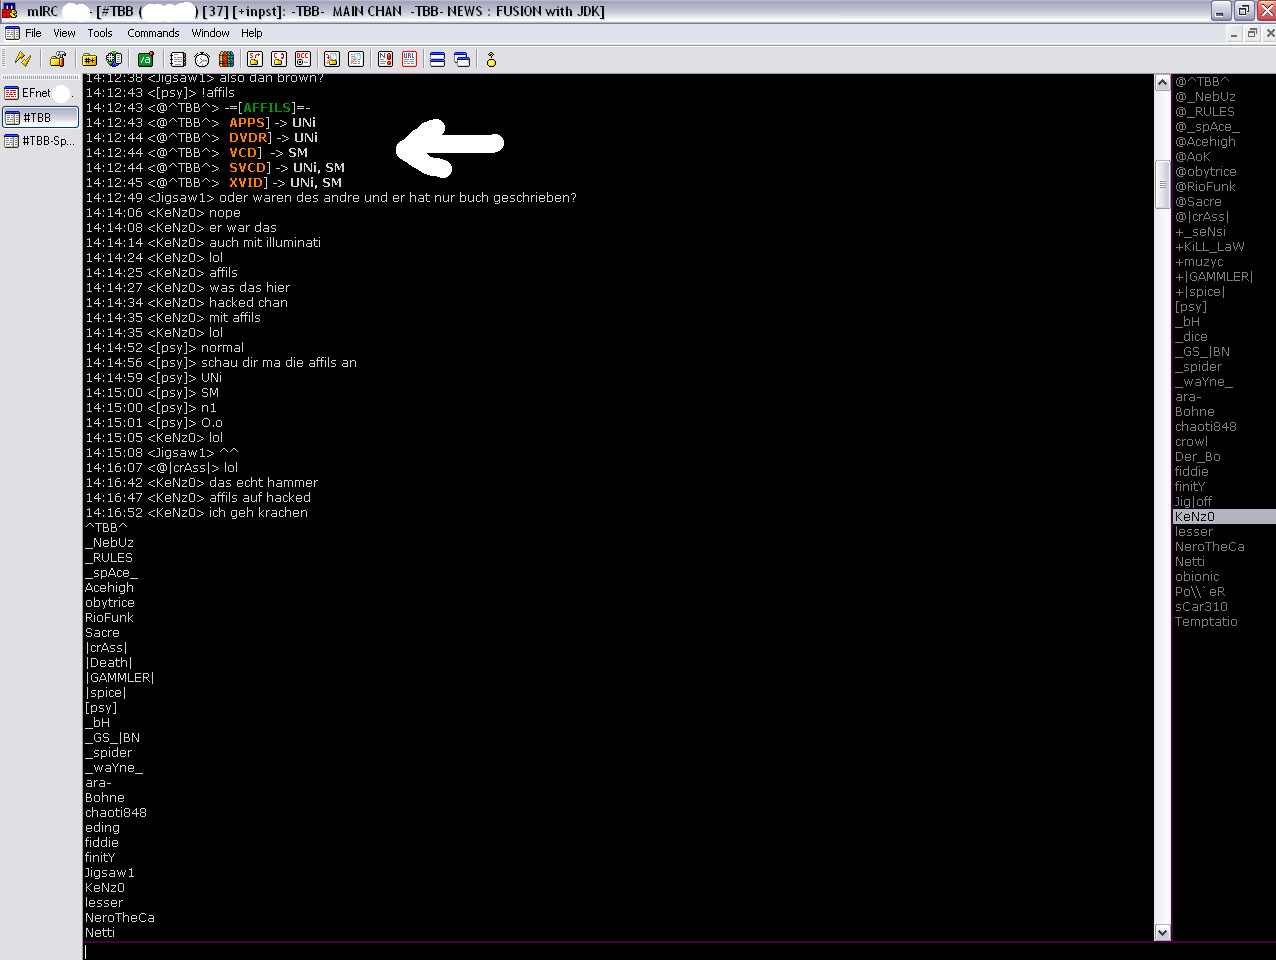 mIRC - [#TBB ( ) [37] [+inpst]: -TBB- MAIN CHAN -TBB- NEWS : FUSION with JDK]
File View Tools Commands Window Help
EFnet
#TBB
#TBB-Sp...
14:12:38 <Jigsaw1> also dan brown?
14:12:43 <[psy]> !affils
14:12:43 <@^TBB^> -=[AFFILS]=-
14:12:43 <@^TBB^> APPS] -> UNi
14:12:44 <@^TBB^> DVDR] -> UNi
14:12:44 <@^TBB^> VCD] -> SM
14:12:44 <@^TBB^> SVCD] -> UNi, SM
14:12:45 <@^TBB^> XVID] -> UNi, SM
14:12:49 <Jigsaw1> oder waren des andre und er hat nur buch geschrieben?
14:14:06 <KeNz0> nope
14:14:08 <KeNz0> er war das
14:14:14 <KeNz0> auch mit illuminati
14:14:24 <KeNz0> lol
14:14:25 <KeNz0> affils
14:14:27 <KeNz0> was das hier
14:14:34 <KeNz0> hacked chan
14:14:35 <KeNz0> mit affils
14:14:35 <KeNz0> lol
14:14:52 <[psy]> normal
14:14:56 <[psy]> schau dir ma die affils an
14:14:59 <[psy]> UNi
14:15:00 <[psy]> SM
14:15:00 <[psy]> n1
14:15:01 <[psy]> O.o
14:15:05 <KeNz0> lol
14:15:08 <Jigsaw1> ^^
14:16:07 <@|crAss|> lol
14:16:42 <KeNz0> das echt hammer
14:16:47 <KeNz0> affils auf hacked
14:16:52 <KeNz0> ich geh krachen
^TBB^
_NebUz
_RULES
_spAce_
Acehigh
obytrice
RioFunk
Sacre
|crAss|
|Death|
|GAMMLER|
|spice|
[psy]
_bH
_GS_|BN
_spider
_waYne_
ara-
Bohne
chaoti848
eding
fiddie
finitY
Jigsaw1
KeNz0
lesser
NeroTheCa
Netti
@^TBB^
@_NebUz
@_RULES
@_spAce_
@Acehigh
@AoK
@obytrice
@RioFunk
@Sacre
@|crAss|
+_seNsi
+KiLL_LaW
+muzyc
+|GAMMLER|
+|spice|
[psy]
_bH
_dice
_GS_|BN
_spider
_waYne_
ara-
Bohne
chaoti848
crowl
Der_Bo
fiddie
finitY
Jig|off
KeNz0
lesser
NeroTheCa
Netti
obionic
Po\\`eR
sCar310
Temptatio